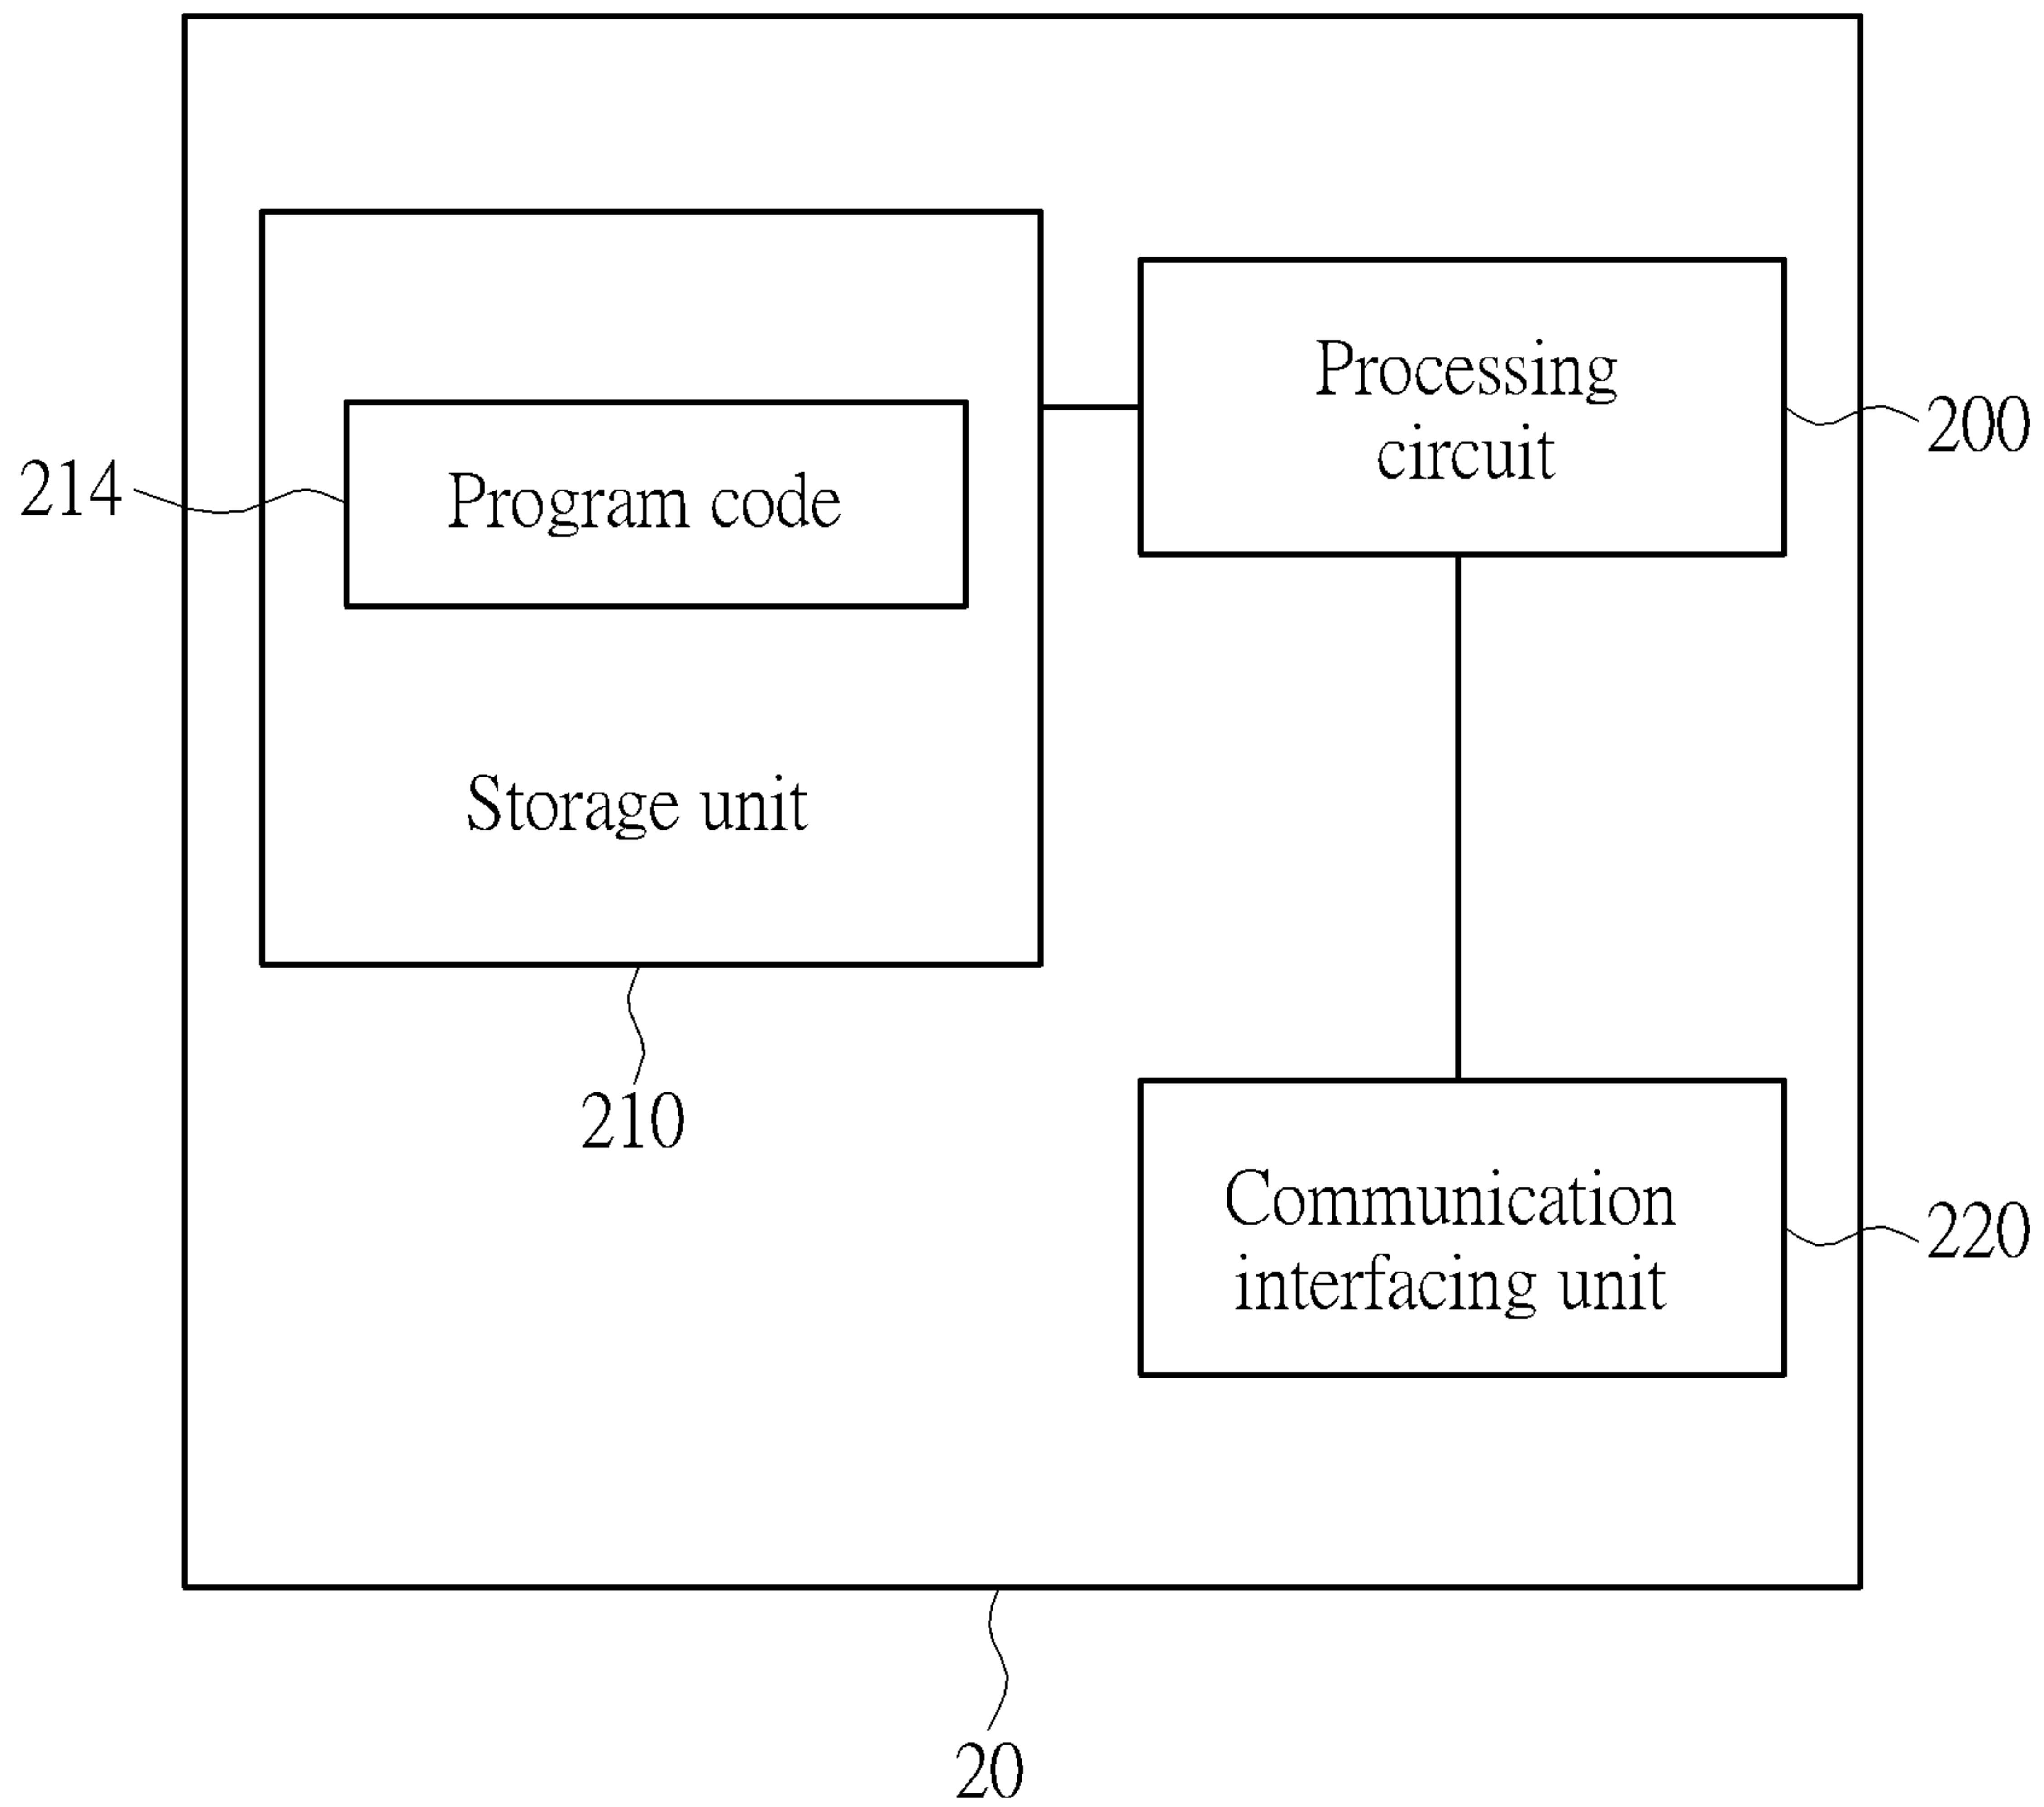 Processing
circuit
200
214
Program code
Storage unit
210
Communication
interfacing unit
220
20